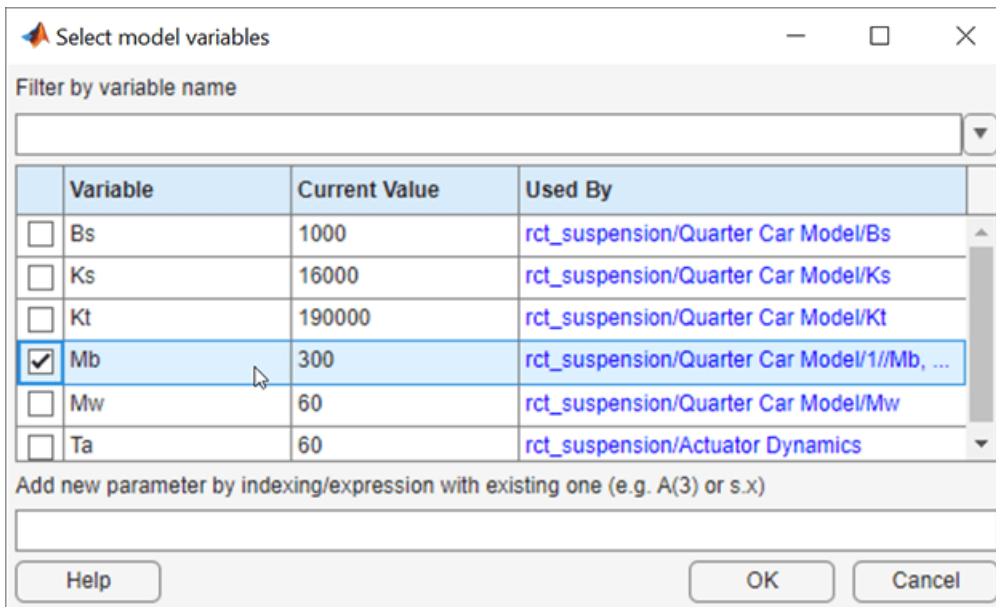 Select model variables
Filter by variable name
Variable Current Value Used By
Bs 1000 rct_suspension/Quarter Car Model/Bs
Ks 16000 rct_suspension/Quarter Car Model/Ks
Kt 190000 rct_suspension/Quarter Car Model/Kt
Mb 300 rct_suspension/Quarter Car Model/1//Mb, ...
Mw 60 rct_suspension/Quarter Car Model/Mw
Ta 60 rct_suspension/Actuator Dynamics
Add new parameter by indexing/expression with existing one (e.g. A(3) or s.x)
Help OK Cancel